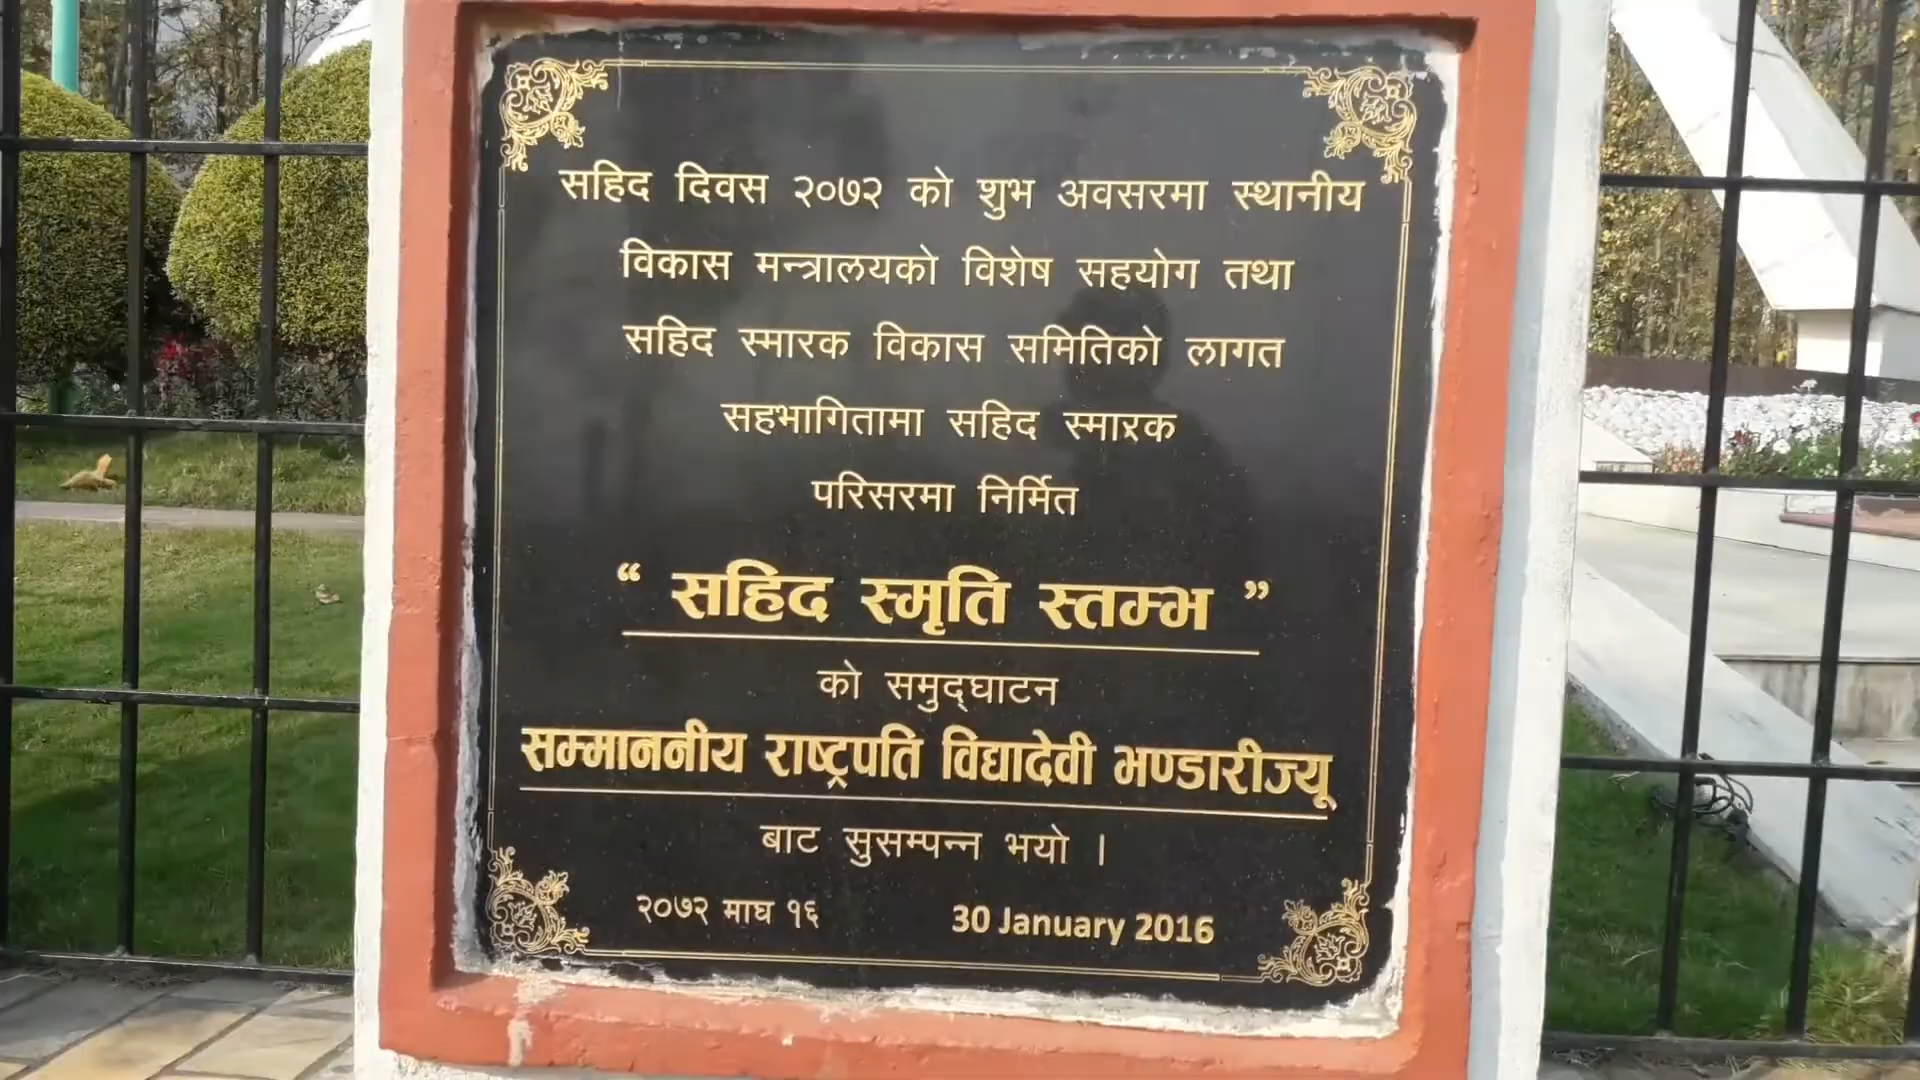 सहिद दिवस २०७२ को शुभ अवसरमा स्थानीय
विकास मन्त्रालयको विशेष सहयोग तथा
सहिद स्मारक विकास समितिको लागत
सहभागितामा सहिद स्मारक
परिसरमा निर्मित
“ सहिद स्मृति स्तम्भ ”
को समुद्घाटन
सम्माननीय राष्ट्रपति विद्यादेवी भण्डारीज्यू
बाट सुसम्पन्न भयो ।
२०७२ माघ १६ 30 January 2016